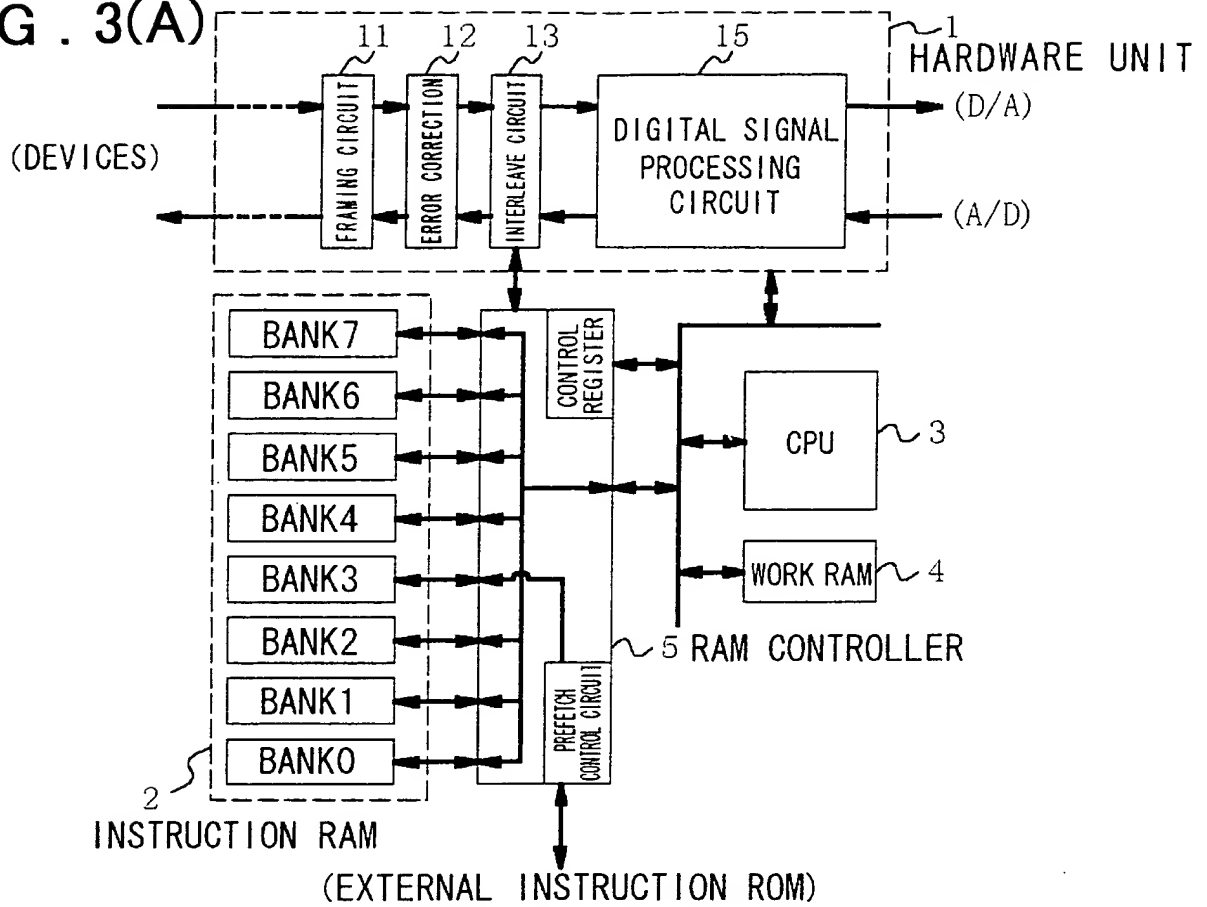 G . 3(A)
11
12
13
15
1
HARDWARE UNIT
(DEVICES)
FRAMING CIRCUIT
ERROR CORRECTION
INTERLEAVE CIRCUIT
DIGITAL SIGNAL
PROCESSING
CIRCUIT
(D/A)
(A/D)
BANK7
BANK6
BANK5
BANK4
BANK3
BANK2
BANK1
BANK0
CONTROL
REGISTER
CPU
3
WORK RAM
4
5 RAM CONTROLLER
PREFETCH
CONTROL CIRCUIT
2
INSTRUCTION RAM
(EXTERNAL INSTRUCTION ROM)